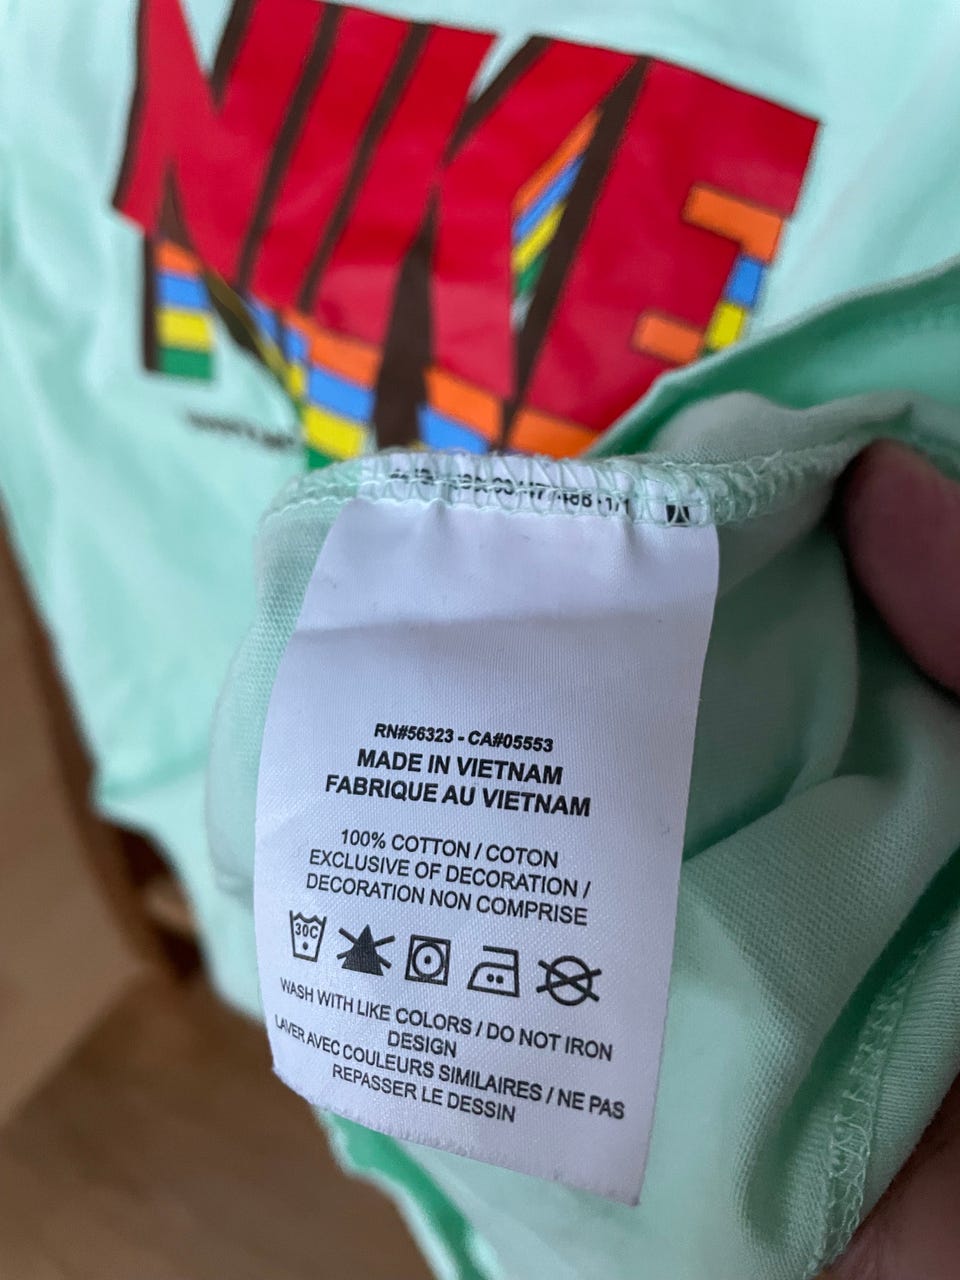 NIKE
RN#56323 - CA#05553
MADE IN VIETNAM
FABRIQUE AU VIETNAM
100% COTTON / COTON
EXCLUSIVE OF DECORATION /
DECORATION NON COMPRISE
30C
WASH WITH LIKE COLORS / DO NOT IRON
DESIGN
LAVER AVEC COULEURS SIMILAIRES / NE PAS
REPASSER LE DESSIN